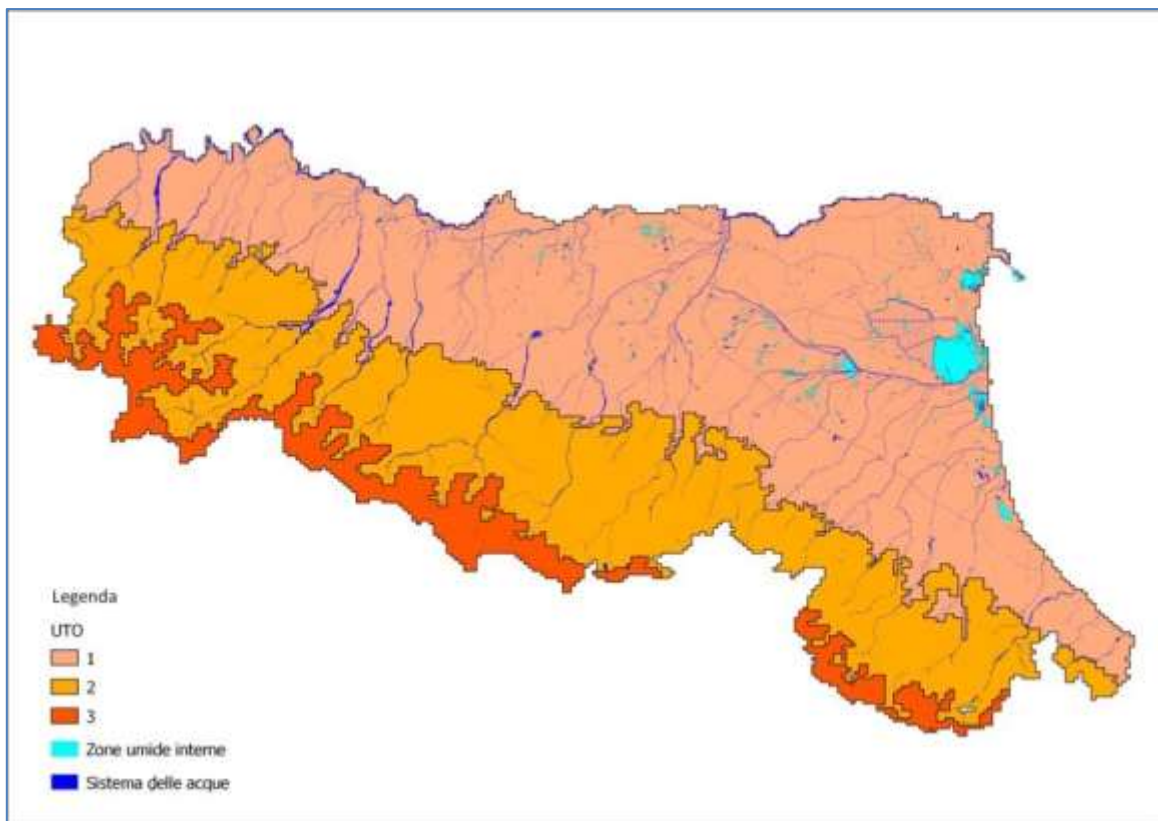 Legenda
UTO
1
2
3
Zone umide interne
Sistema delle acque